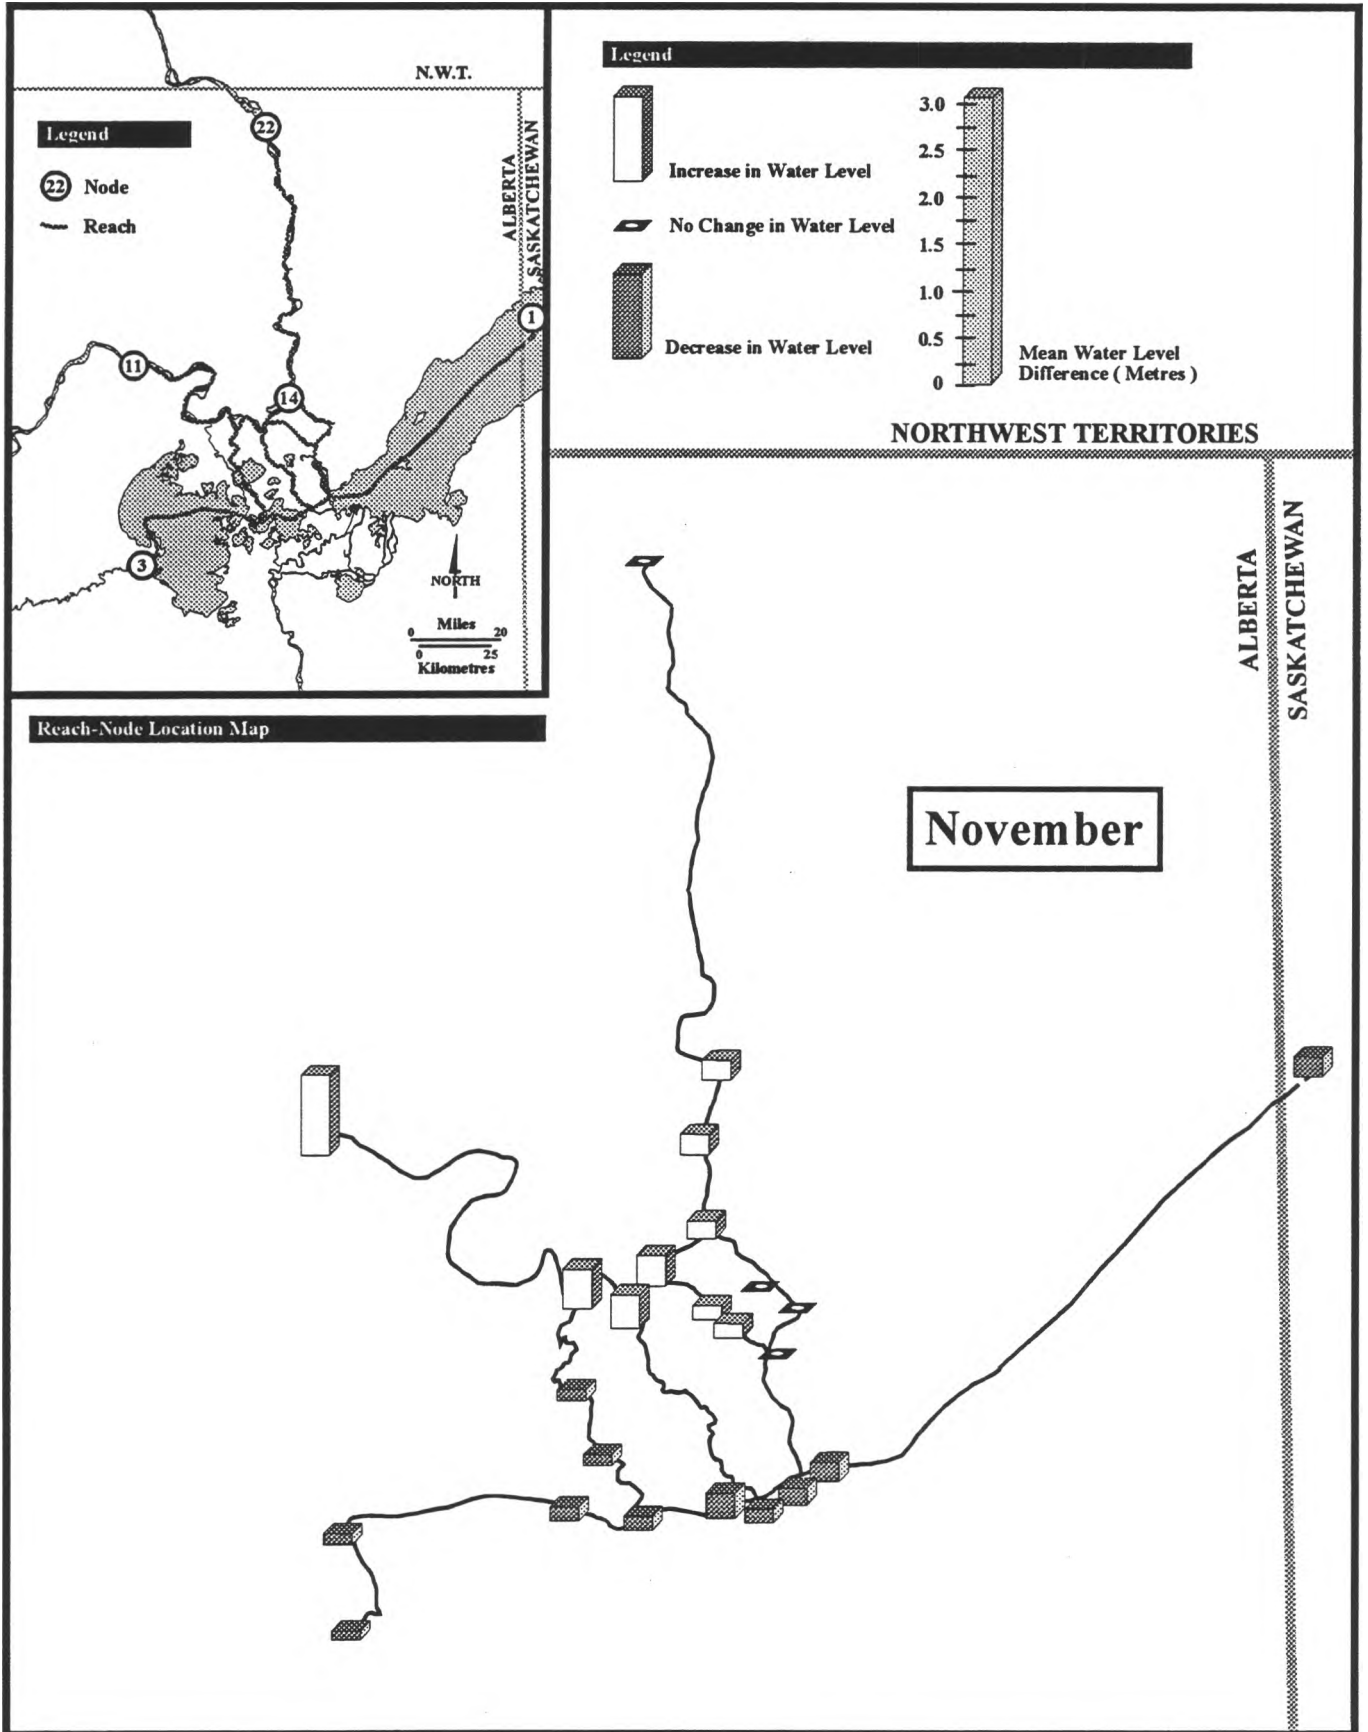 N.W.T.
Legend
22
22 Node
Reach
ALBERTA
SASKATCHEWAN
1
11
14
3
NORTH
Miles
0 20
0 25
Kilometres
Reach-Node Location Map
Legend
Increase in Water Level
No Change in Water Level
Decrease in Water Level
3.0
2.5
2.0
1.5
1.0
0.5
0
Mean Water Level
Difference ( Metres )
NORTHWEST TERRITORIES
ALBERTA
SASKATCHEWAN
November